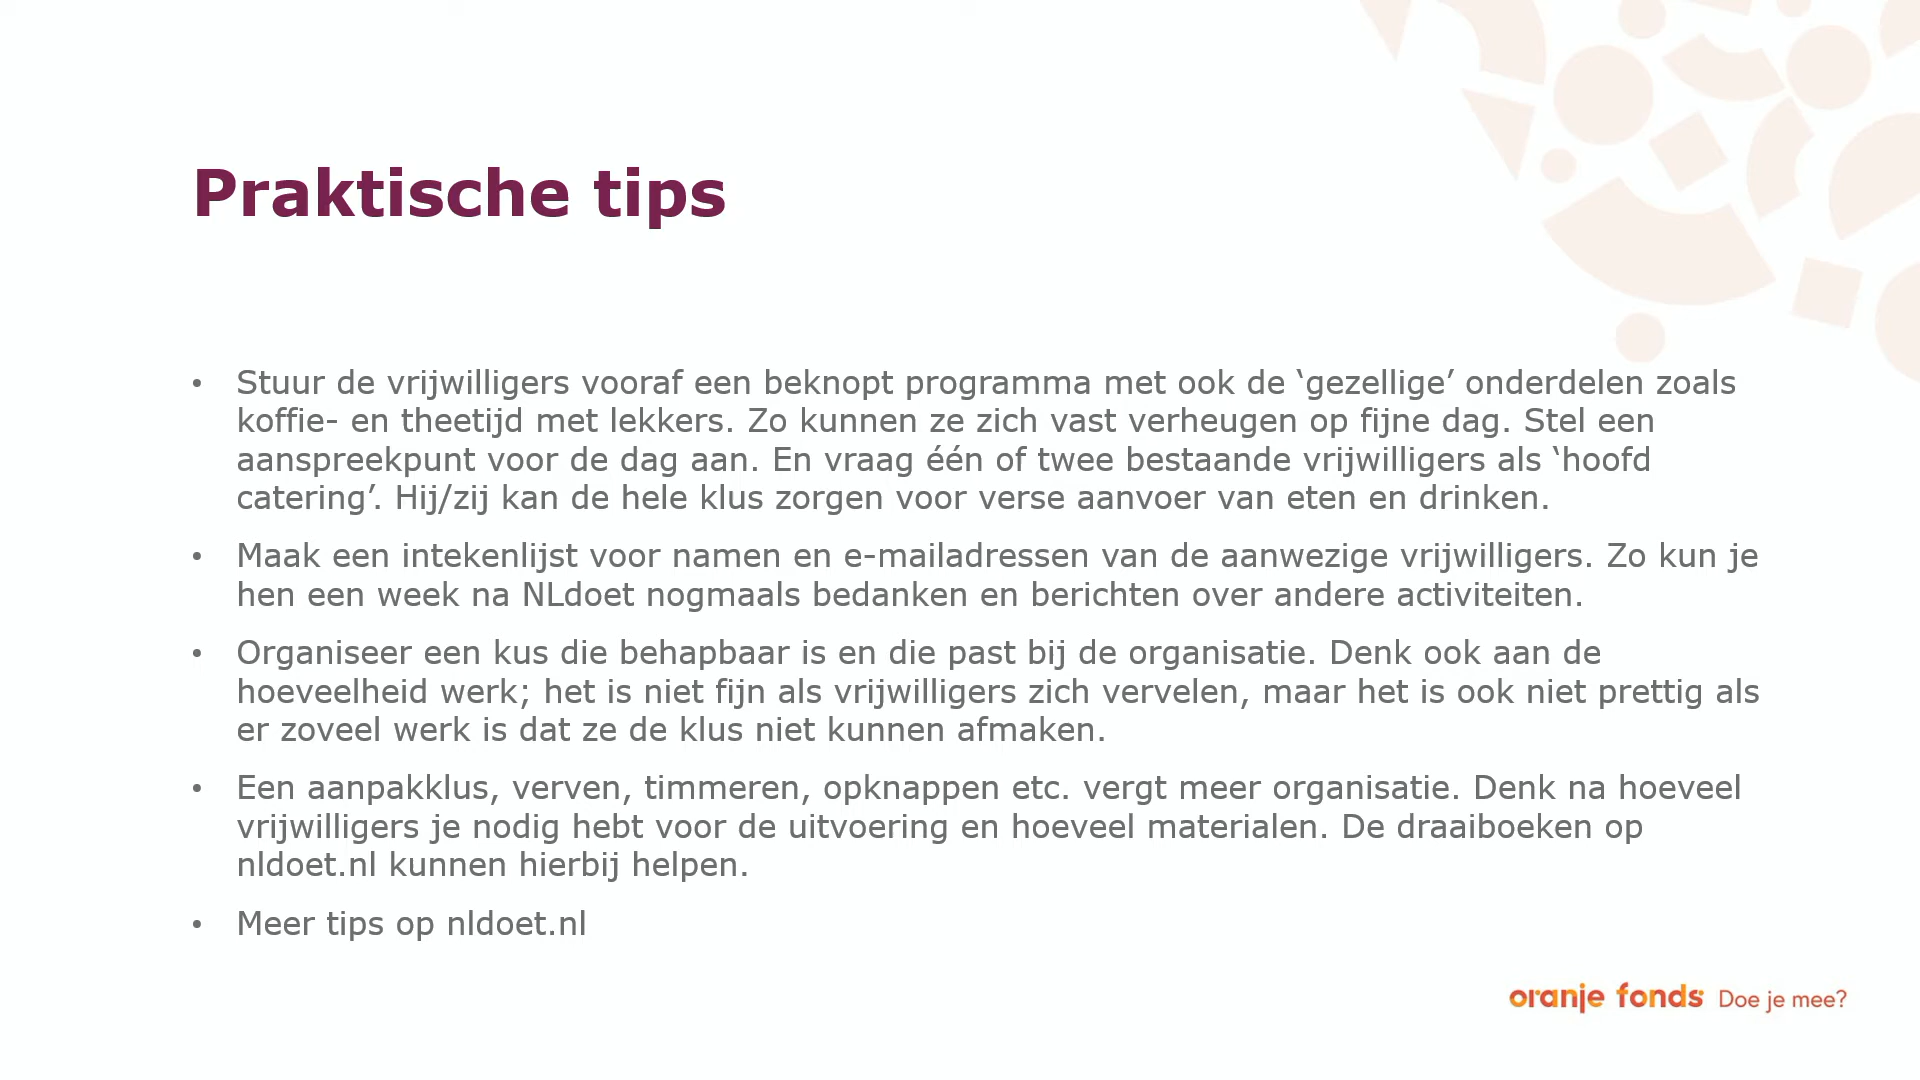 Praktische tips
• Stuur de vrijwilligers vooraf een beknopt programma met ook de ‘gezellige’ onderdelen zoals
koffie- en theetijd met lekkers. Zo kunnen ze zich vast verheugen op fijne dag. Stel een
aanspreekpunt voor de dag aan. En vraag één of twee bestaande vrijwilligers als ‘hoofd
catering’. Hij/zij kan de hele klus zorgen voor verse aanvoer van eten en drinken.
• Maak een intekenlijst voor namen en e-mailadressen van de aanwezige vrijwilligers. Zo kun je
hen een week na NLdoet nogmaals bedanken en berichten over andere activiteiten.
• Organiseer een kus die behapbaar is en die past bij de organisatie. Denk ook aan de
hoeveelheid werk; het is niet fijn als vrijwilligers zich vervelen, maar het is ook niet prettig als
er zoveel werk is dat ze de klus niet kunnen afmaken.
• Een aanpakklus, verven, timmeren, opknappen etc. vergt meer organisatie. Denk na hoeveel
vrijwilligers je nodig hebt voor de uitvoering en hoeveel materialen. De draaiboeken op
nldoet.nl kunnen hierbij helpen.
• Meer tips op nldoet.nl
oranje fonds Doe je mee?